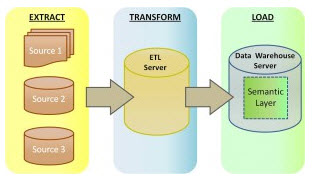 EXTRACT
Source 1
Source 2
Source 3
TRANSFORM
ETL
Server
LOAD
Data Warehouse
Server
Semantic
Layer